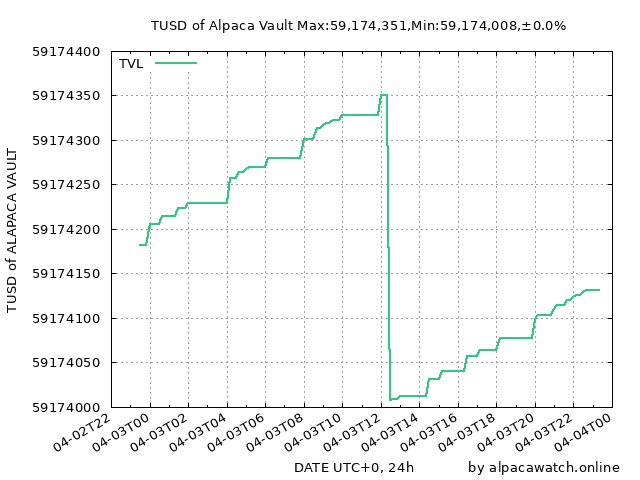 TUSD of Alpaca Vault Max:59,174,351,Min:59,174,008,±0.0%
TVL
59174400
59174350
59174300
59174250
59174200
59174150
59174100
59174050
59174000
TUSD of ALAPACA VAULT
04-02T22
04-03T00
04-03T02
04-03T04
04-03T06
04-03T08
04-03T10
04-03T12
04-03T14
04-03T16
04-03T18
04-03T20
04-03T22
04-04T00
DATE UTC+0, 24h
by alpacawatch.online